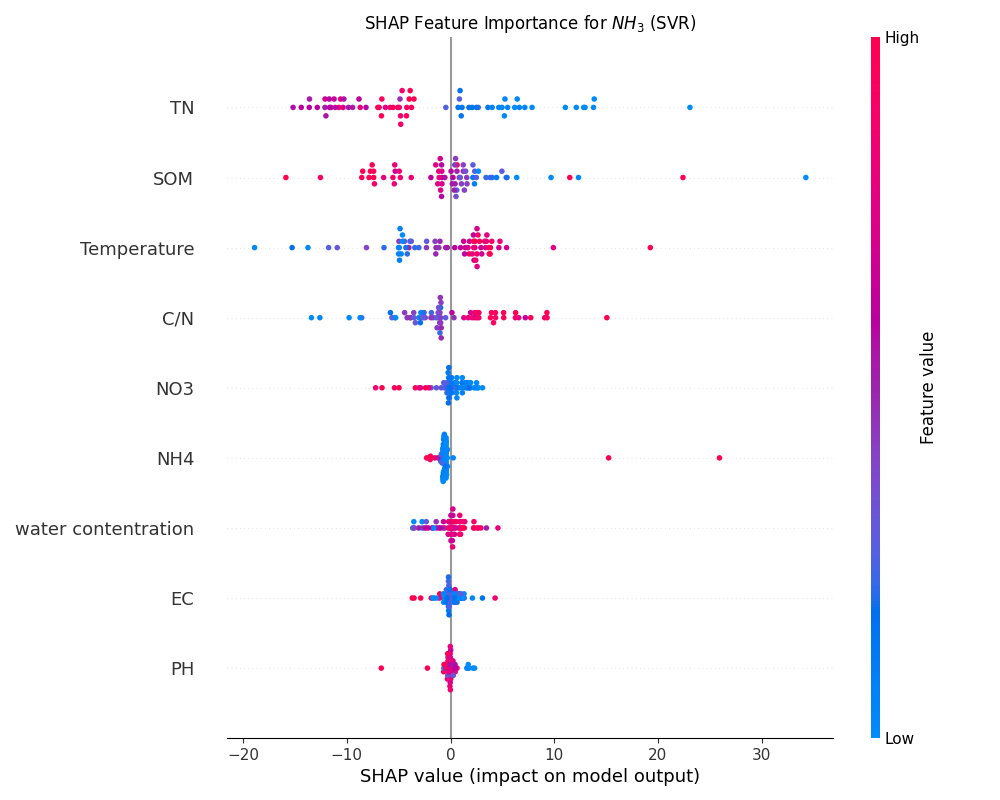 SHAP Feature Importance for $NH_3$ (SVR)
High
TN
SOM
Temperature
C/N
NO3
NH4
water contentration
EC
PH
Feature value
Low
−20 −10 0 10 20 30
SHAP value (impact on model output)